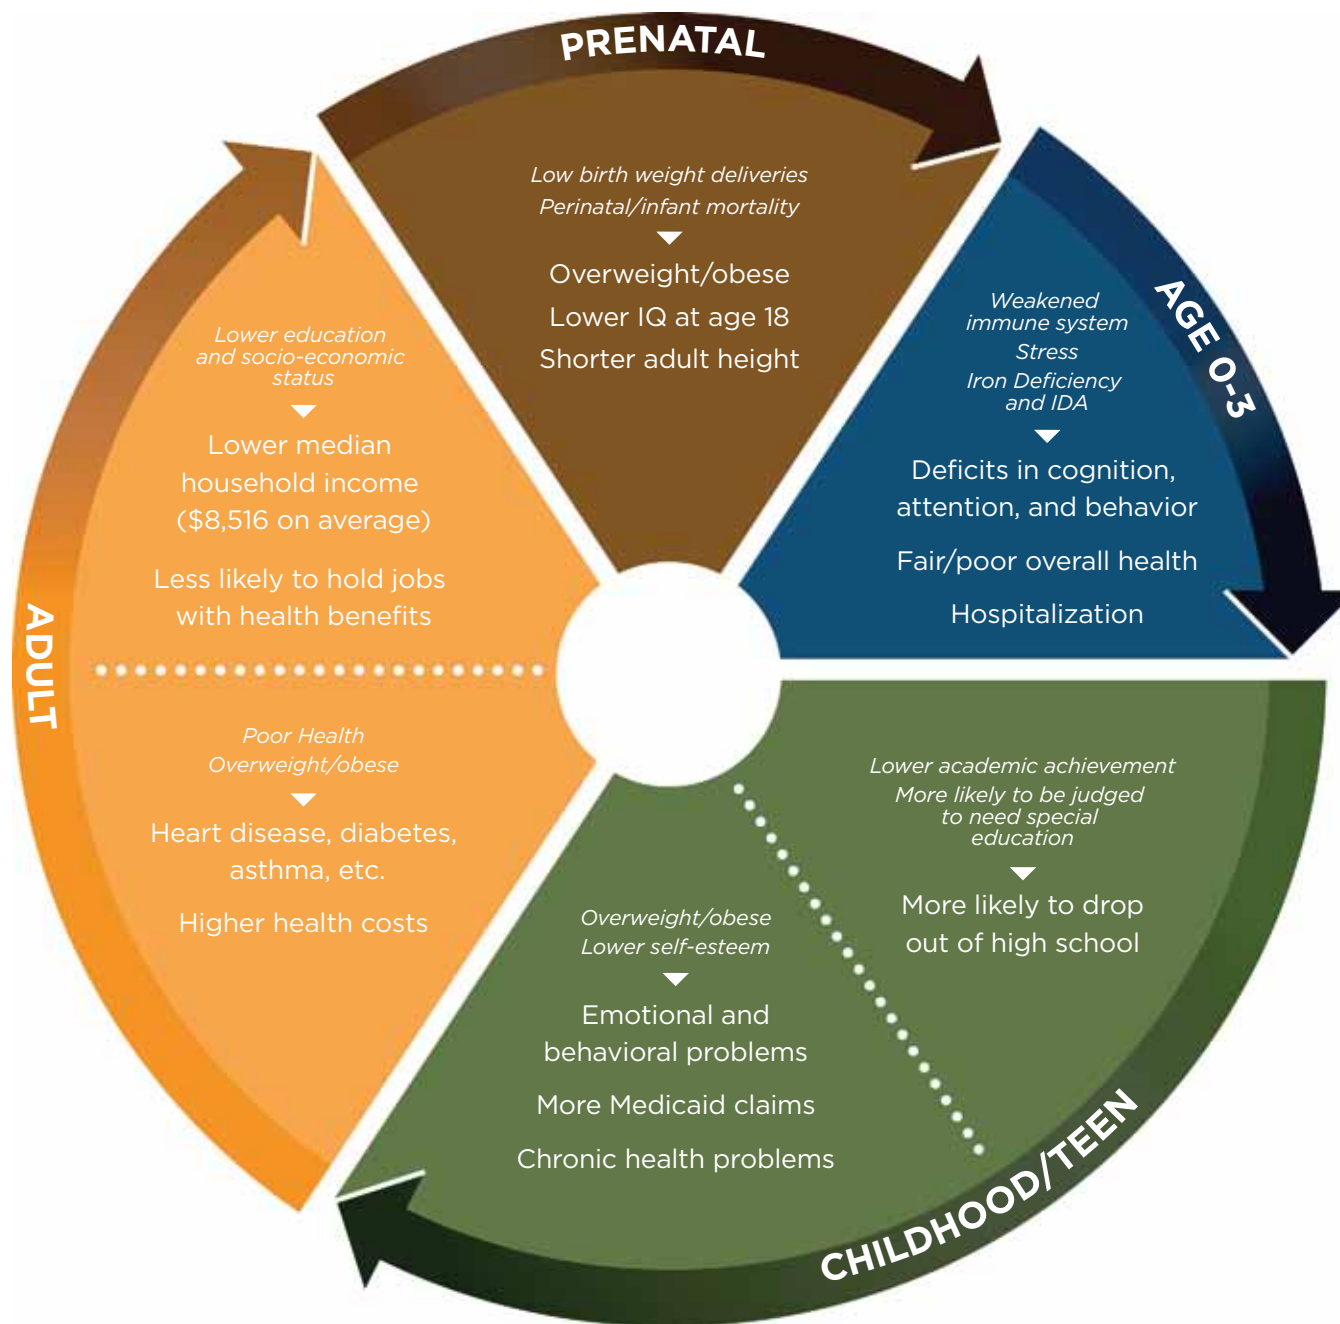 PRENATAL
Low birth weight deliveries
Perinatal/infant mortality
Overweight/obese
Lower IQ at age 18
Shorter adult height
AGE 0-3
Weakened
immune system
Stress
Iron Deficiency
and IDA
Deficits in cognition,
attention, and behavior
Fair/poor overall health
Hospitalization
CHILDHOOD/TEEN
Lower academic achievement
More likely to be judged
to need special
education
More likely to drop
out of high school
Overweight/obese
Lower self-esteem
Emotional and
behavioral problems
More Medicaid claims
Chronic health problems
ADULT
Poor Health
Overweight/obese
Heart disease, diabetes,
asthma, etc.
Higher health costs
Lower education
and socio-economic
status
Lower median
household income
($8,516 on average)
Less likely to hold jobs
with health benefits